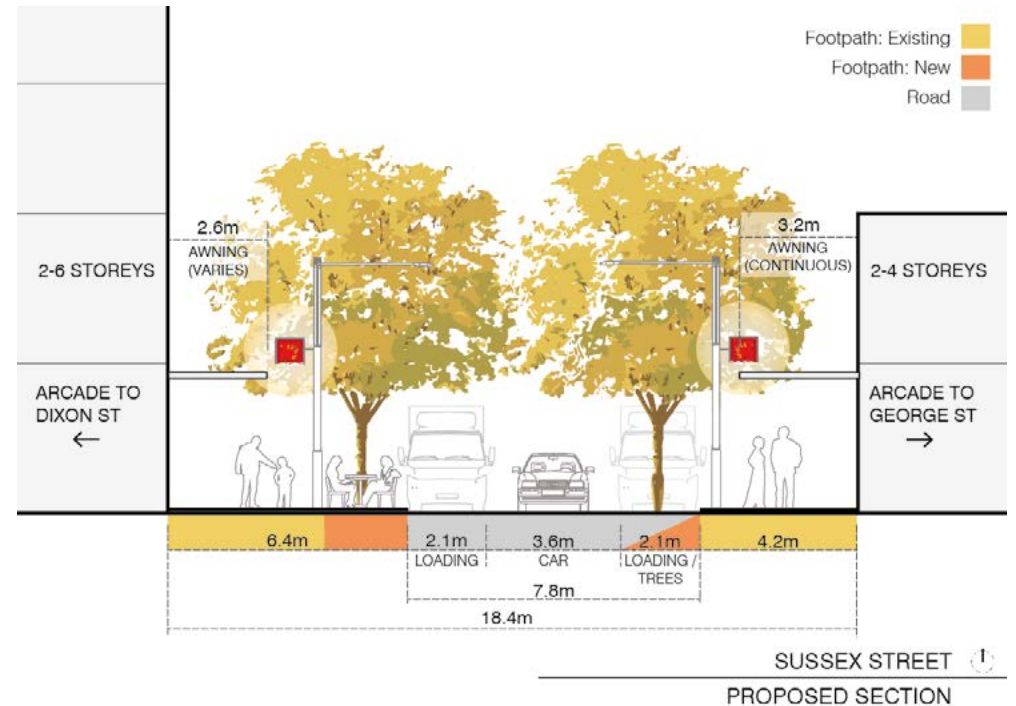 Footpath: Existing
Footpath: New
Road
2.6m
AWNING
(VARIES)
3.2m
AWNING
(CONTINUOUS)
2-6 STOREYS
2-4 STOREYS
ARCADE TO
DIXON ST
←
ARCADE TO
GEORGE ST
→
6.4m
2.1m
LOADING
3.6m
CAR
2.1m
LOADING /
TREES
4.2m
7.8m
18.4m
SUSSEX STREET
PROPOSED SECTION